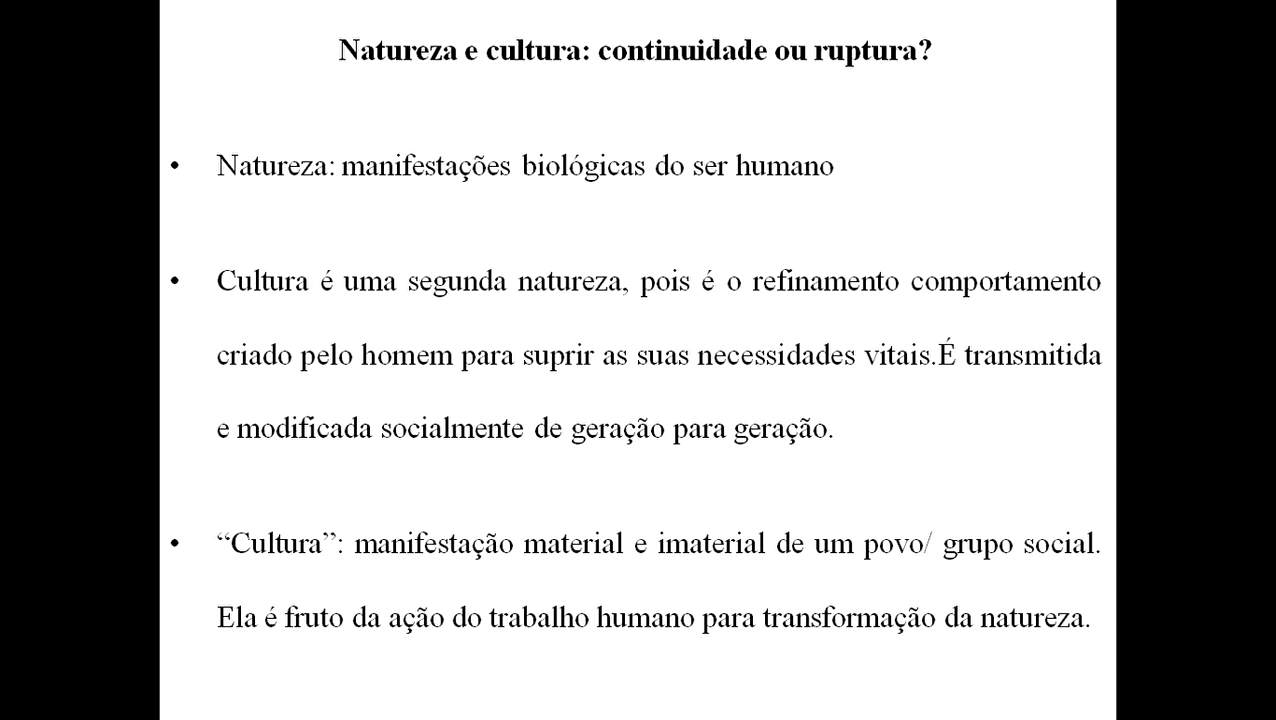 Natureza e cultura: continuidade ou ruptura?
• Natureza: manifestações biológicas do ser humano
• Cultura é uma segunda natureza, pois é o refinamento comportamento
criado pelo homem para suprir as suas necessidades vitais.É transmitida
e modificada socialmente de geração para geração.
• “Cultura”: manifestação material e imaterial de um povo/ grupo social.
Ela é fruto da ação do trabalho humano para transformação da natureza.